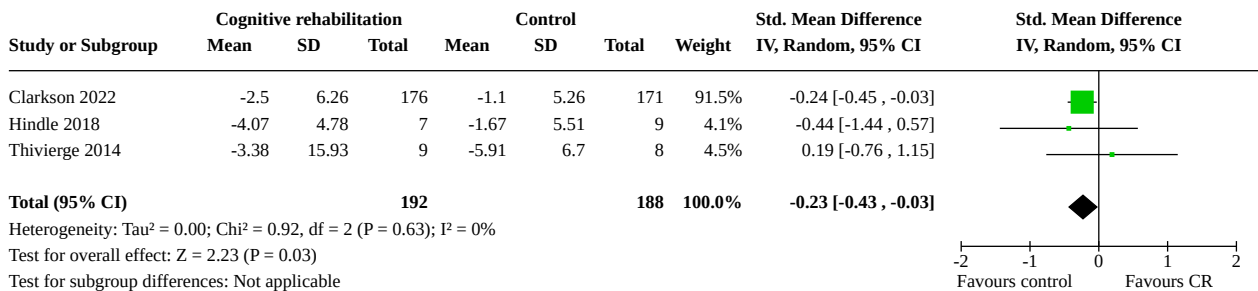 Cognitive rehabilitation Control Std. Mean Difference Std. Mean Difference
Study or Subgroup Mean SD Total Mean SD Total Weight IV, Random, 95% CI IV, Random, 95% CI
Clarkson 2022 -2.5 6.26 176 -1.1 5.26 171 91.5% -0.24 [-0.45 , -0.03]
Hindle 2018 -4.07 4.78 7 -1.67 5.51 9 4.1% -0.44 [-1.44 , 0.57]
Thivierge 2014 -3.38 15.93 9 -5.91 6.7 8 4.5% 0.19 [-0.76 , 1.15]
Total (95% CI) 192 188 100.0% -0.23 [-0.43 , -0.03]
Heterogeneity: Tau² = 0.00; Chi² = 0.92, df = 2 (P = 0.63); I² = 0%
Test for overall effect: Z = 2.23 (P = 0.03)
Test for subgroup differences: Not applicable
-2 -1 0 1 2
Favours control Favours CR